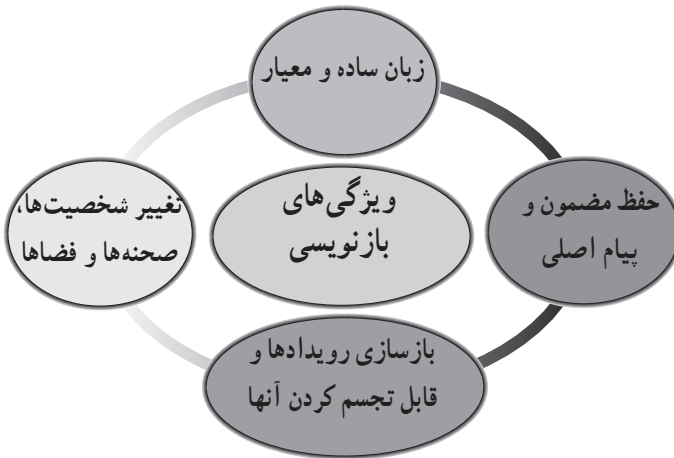 زبان ساده و معیار
حفظ مضمون و
پیام اصلی
ویژگی‌های
بازنویسی
تغییر شخصیت‌ها،
صحنه‌ها و فضاها
بازسازی رویدادها و
قابل تجسم کردن آنها